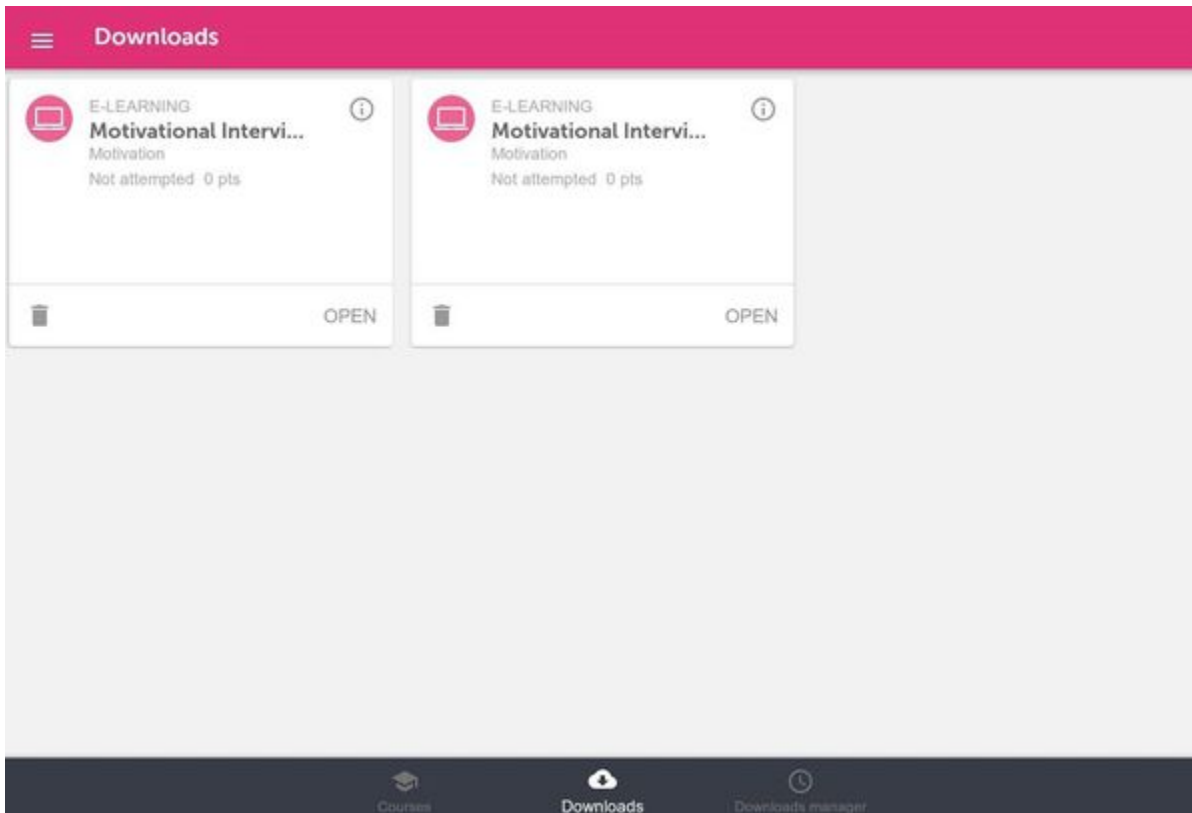 Downloads
E-LEARNING
Motivational Intervi...
Motivation
Not attempted 0 pts
OPEN
E-LEARNING
Motivational Intervi...
Motivation
Not attempted 0 pts
OPEN
Courses
Downloads
Downloads manager